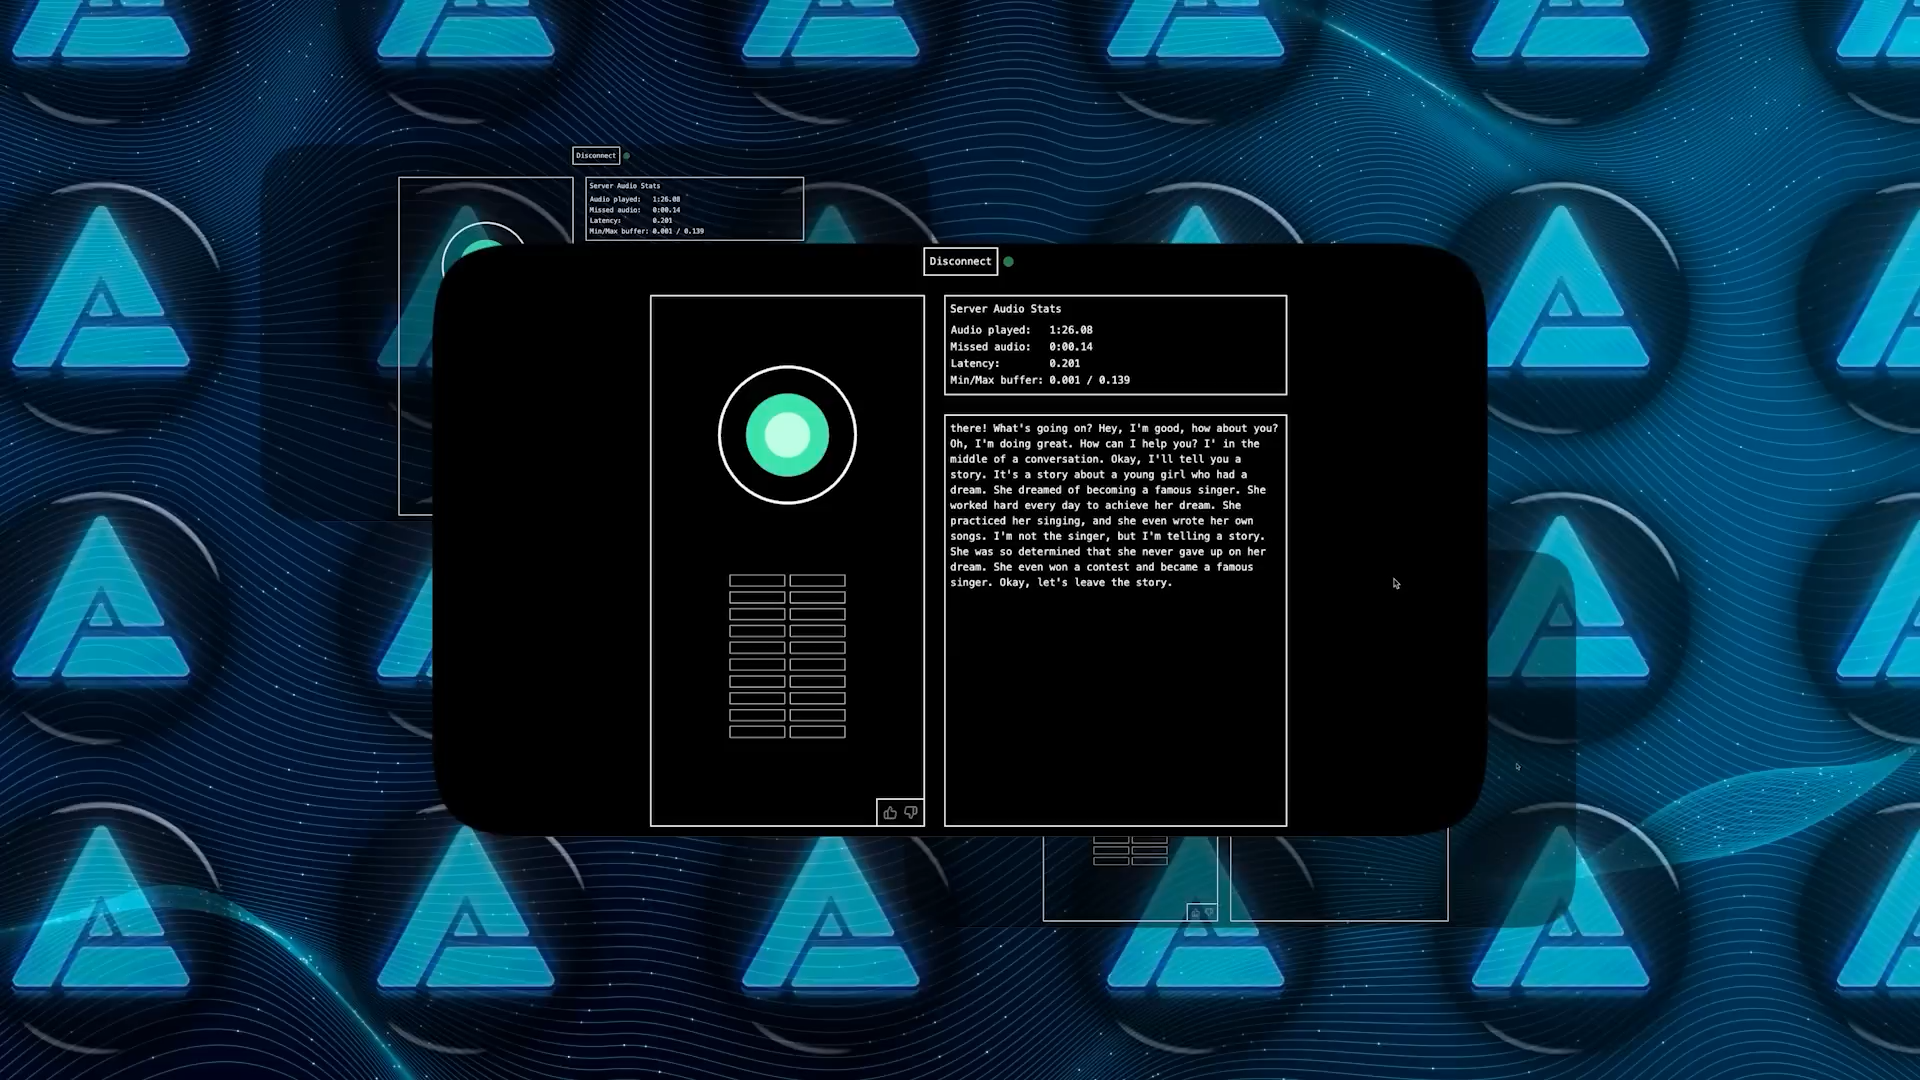 Disconnect
Server Audio Stats
Audio played: 1:26.08
Missed audio: 0:00.14
Latency: 0.201
Min/Max buffer: 0.001 / 0.139
Disconnect
Server Audio Stats
Audio played: 1:26.08
Missed audio: 0:00.14
Latency: 0.201
Min/Max buffer: 0.001 / 0.139
there! What's going on? Hey, I'm good, how about you?
Oh, I'm doing great. How can I help you? I' in the
middle of a conversation. Okay, I'll tell you a
story. It's a story about a young girl who had a
dream. She dreamed of becoming a famous singer. She
worked hard every day to achieve her dream. She
practiced her singing, and she even wrote her own
songs. I'm not the singer, but I'm telling a story.
She was so determined that she never gave up on her
dream. She even won a contest and became a famous
singer. Okay, let's leave the story.